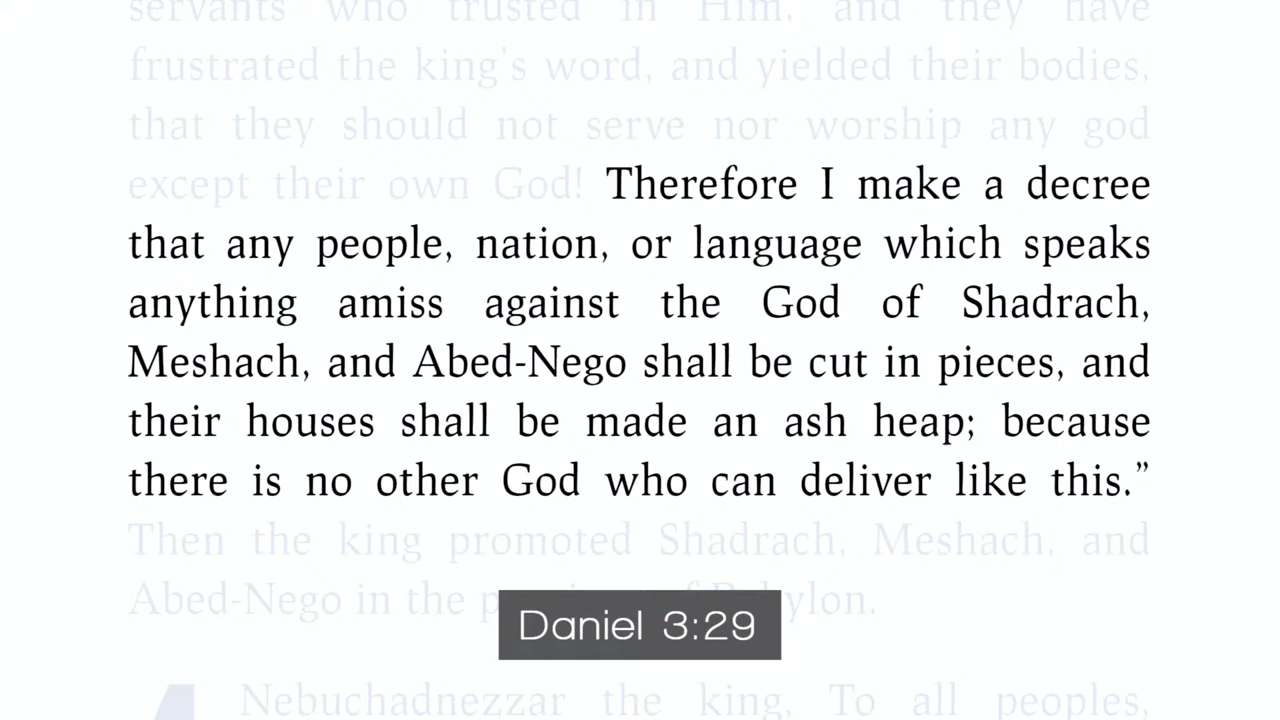 servants who trusted in Him, and they have
frustrated the king's word, and yielded their bodies,
that they should not serve nor worship any god
except their own God! Therefore I make a decree
that any people, nation, or language which speaks
anything amiss against the God of Shadrach,
Meshach, and Abed-Nego shall be cut in pieces, and
their houses shall be made an ash heap; because
there is no other God who can deliver like this.”
Then the king promoted Shadrach, Meshach, and
Abed-Nego in the of ylon.
Daniel 3:29
Nebuchadnezzar the king, To all peoples,